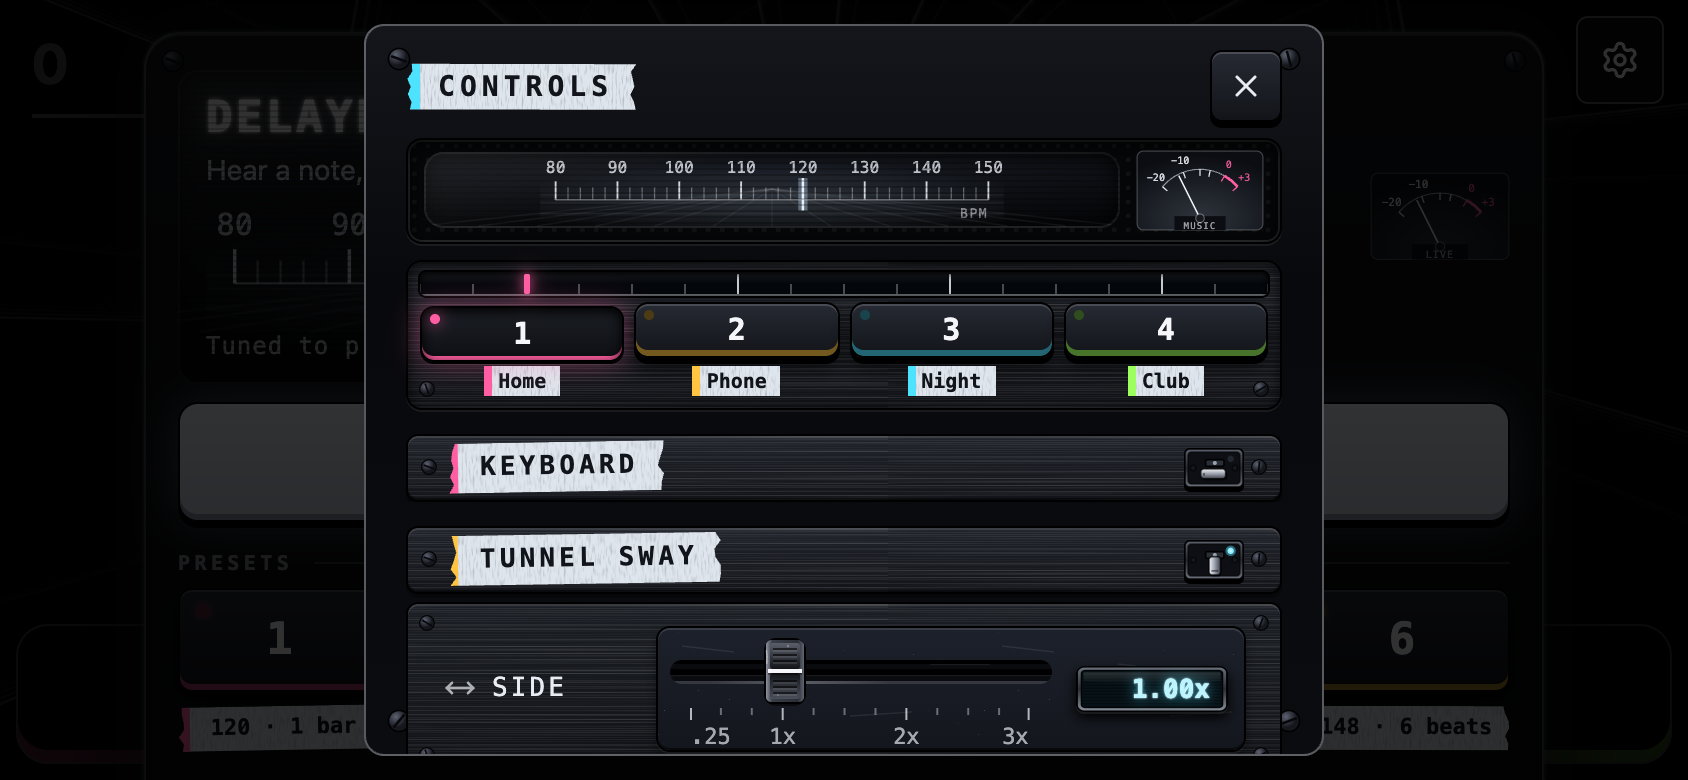 0
CONTROLS
DELAY
Hear a note,
80 90 100 110 120 130 140 150
BPM
-20 -10 0 +3
MUSIC
80 90
-20 -10 0 +3
LIVE
Tuned to p
1 2 3 4
Home Phone Night Club
KEYBOARD
TUNNEL SWAY
PRESETS
1
6
SIDE
1.00x
.25 1x 2x 3x
120 · 1 bar
148 · 6 beats